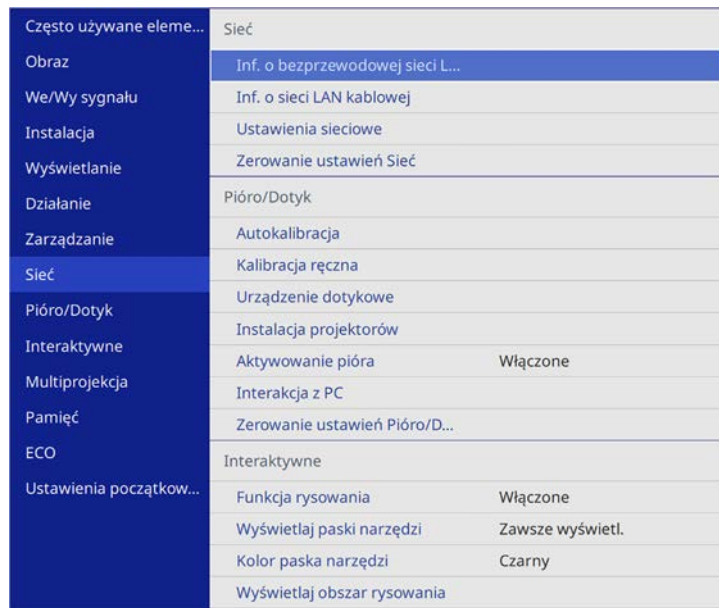 Często używane eleme...
Obraz
We/Wy sygnału
Instalacja
Wyświetlanie
Działanie
Zarządzanie
Sieć
Pióro/Dotyk
Interaktywne
Multiprojekcja
Pamięć
ECO
Ustawienia początkow...
Sieć
Inf. o bezprzewodowej sieci L...
Inf. o sieci LAN kablowej
Ustawienia sieciowe
Zerowanie ustawień Sieć
Pióro/Dotyk
Autokalibracja
Kalibracja ręczna
Urządzenie dotykowe
Instalacja projektorów
Aktywowanie pióra Włączone
Interakcja z PC
Zerowanie ustawień Pióro/D...
Interaktywne
Funkcja rysowania Włączone
Wyświetlaj paski narzędzi Zawsze wyświetl.
Kolor paska narzędzi Czarny
Wyświetlaj obszar rysowania